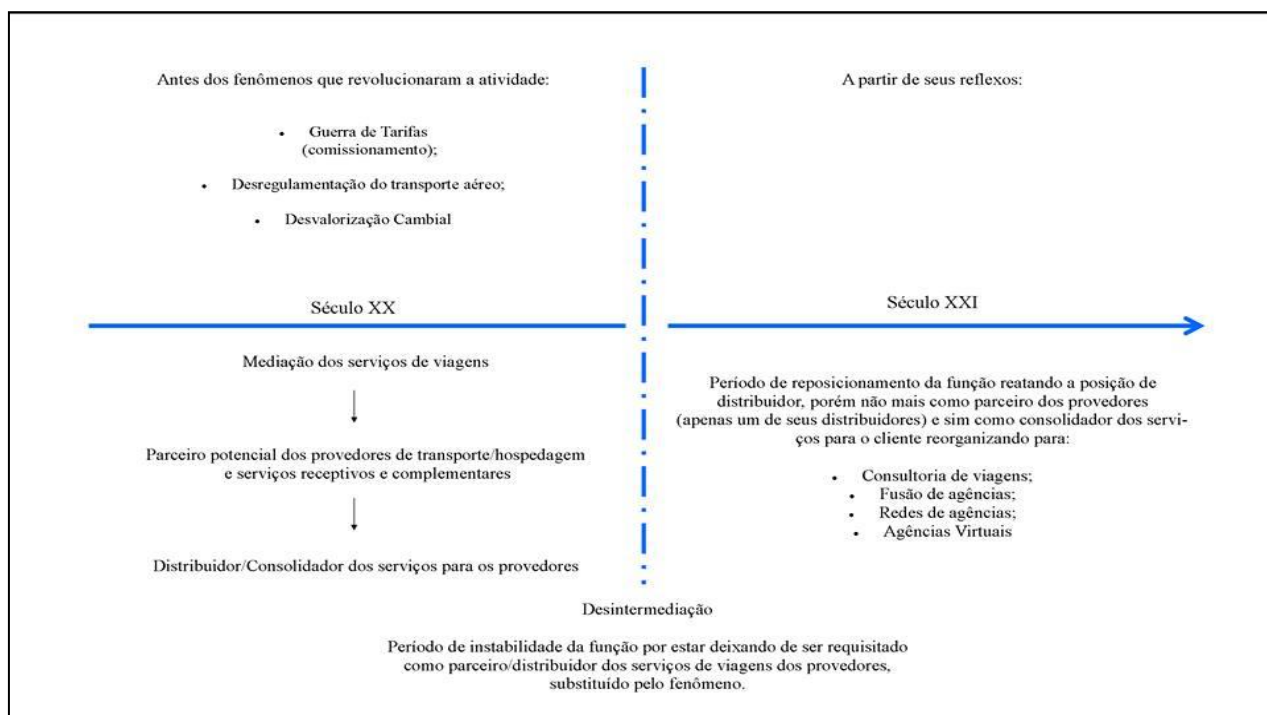 Antes dos fenômenos que revolucionaram a atividade:
• Guerra de Tarifas
(comissionamento);
• Desregulamentação do transporte aéreo;
• Desvalorização Cambial
Século XX
Mediação dos serviços de viagens
Parceiro potencial dos provedores de transporte/hospedagem
e serviços receptivos e complementares
Distribuidor/Consolidador dos serviços para os provedores
A partir de seus reflexos:
Século XXI
Período de reposicionamento da função reatando a posição de
distribuidor, porém não mais como parceiro dos provedores
(apenas um de seus distribuidores) e sim como consolidador dos servi-
ços para o cliente reorganizando para:
• Consultoria de viagens;
• Fusão de agências;
• Redes de agências;
• Agências Virtuais
Desintermediação
Período de instabilidade da função por estar deixando de ser requisitado
como parceiro/distribuidor dos serviços de viagens dos provedores,
substituído pelo fenômeno.